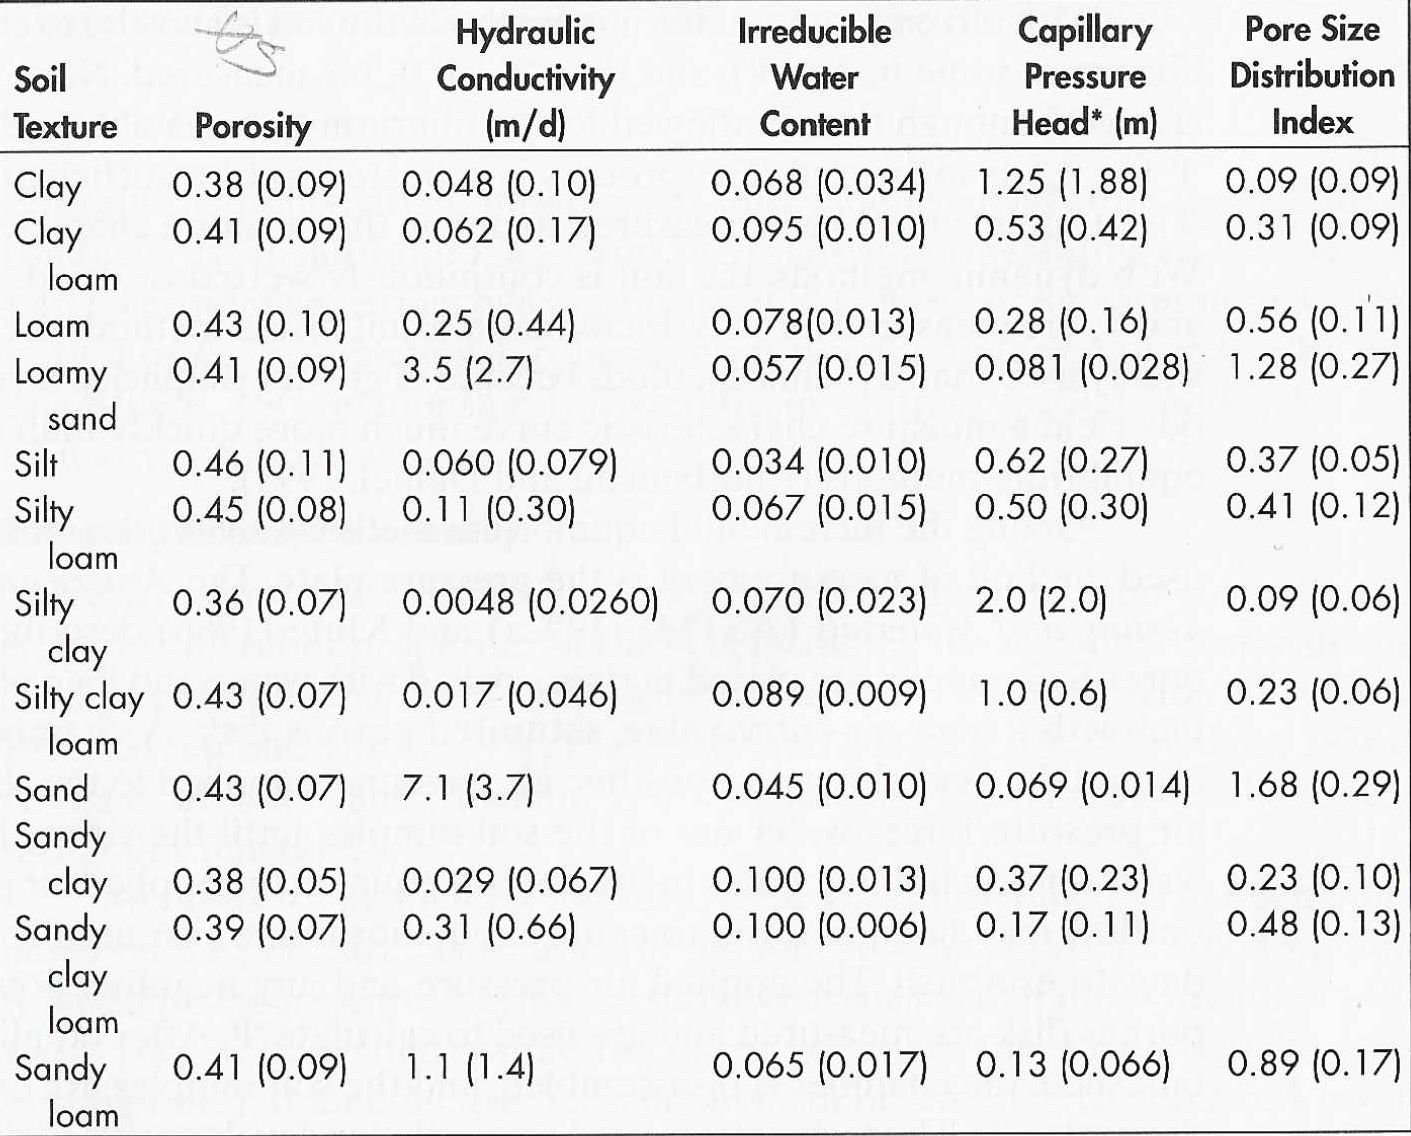 Soil Texture Porosity Hydraulic Conductivity (m/d) Irreducible Water Content Capillary Pressure Head* (m) Pore Size Distribution Index
Clay 0.38 (0.09) 0.048 (0.10) 0.068 (0.034) 1.25 (1.88) 0.09 (0.09)
Clay 0.41 (0.09) 0.062 (0.17) 0.095 (0.010) 0.53 (0.42) 0.31 (0.09)
loam
Loam 0.43 (0.10) 0.25 (0.44) 0.078(0.013) 0.28 (0.16) 0.56 (0.11)
Loamy 0.41 (0.09) 3.5 (2.7) 0.057 (0.015) 0.081 (0.028) 1.28 (0.27)
sand
Silt 0.46 (0.11) 0.060 (0.079) 0.034 (0.010) 0.62 (0.27) 0.37 (0.05)
Silty 0.45 (0.08) 0.11 (0.30) 0.067 (0.015) 0.50 (0.30) 0.41 (0.12)
loam
Silty 0.36 (0.07) 0.0048 (0.0260) 0.070 (0.023) 2.0 (2.0) 0.09 (0.06)
clay
Silty clay 0.43 (0.07) 0.017 (0.046) 0.089 (0.009) 1.0 (0.6) 0.23 (0.06)
loam
Sand 0.43 (0.07) 7.1 (3.7) 0.045 (0.010) 0.069 (0.014) 1.68 (0.29)
Sandy
clay 0.38 (0.05) 0.029 (0.067) 0.100 (0.013) 0.37 (0.23) 0.23 (0.10)
Sandy 0.39 (0.07) 0.31 (0.66) 0.100 (0.006) 0.17 (0.11) 0.48 (0.13)
clay
loam
Sandy 0.41 (0.09) 1.1 (1.4) 0.065 (0.017) 0.13 (0.066) 0.89 (0.17)
loam